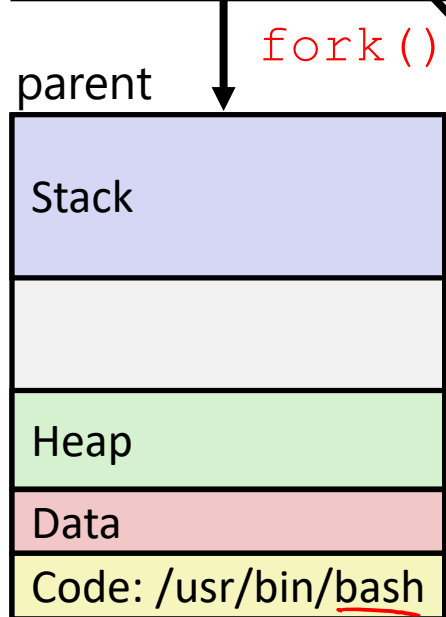 fork()
parent
Stack
Heap
Data
Code: /usr/bin/bash